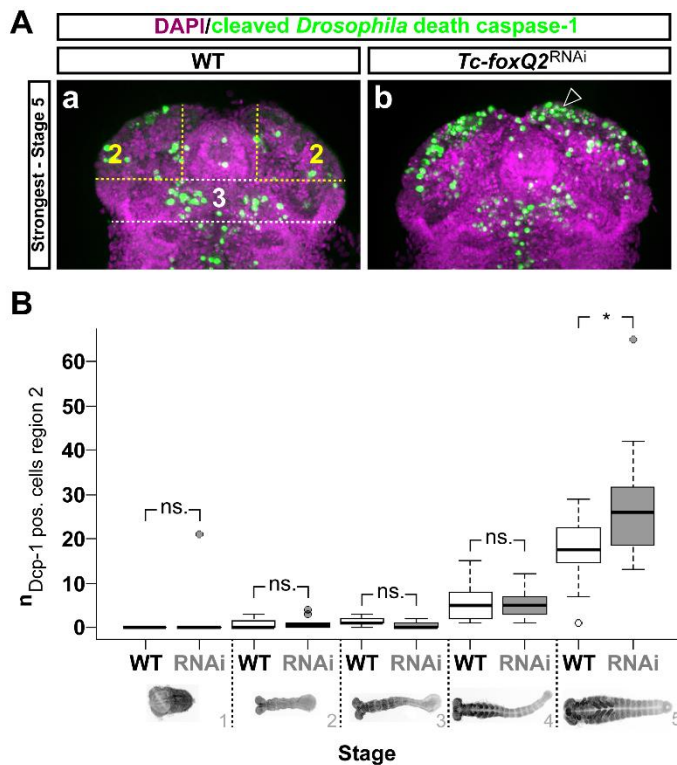 A
DAPI/cleaved Drosophila death caspase-1
WT
Tc-foxQ2RNAi
Strongest - Stage 5
a
b
2
2
3
B
nDcp-1 pos. cells region 2
60
50
40
30
20
10
0
ns.
ns.
ns.
ns.
*
WT RNAi WT RNAi WT RNAi WT RNAi WT RNAi
1 2 3 4 5
Stage